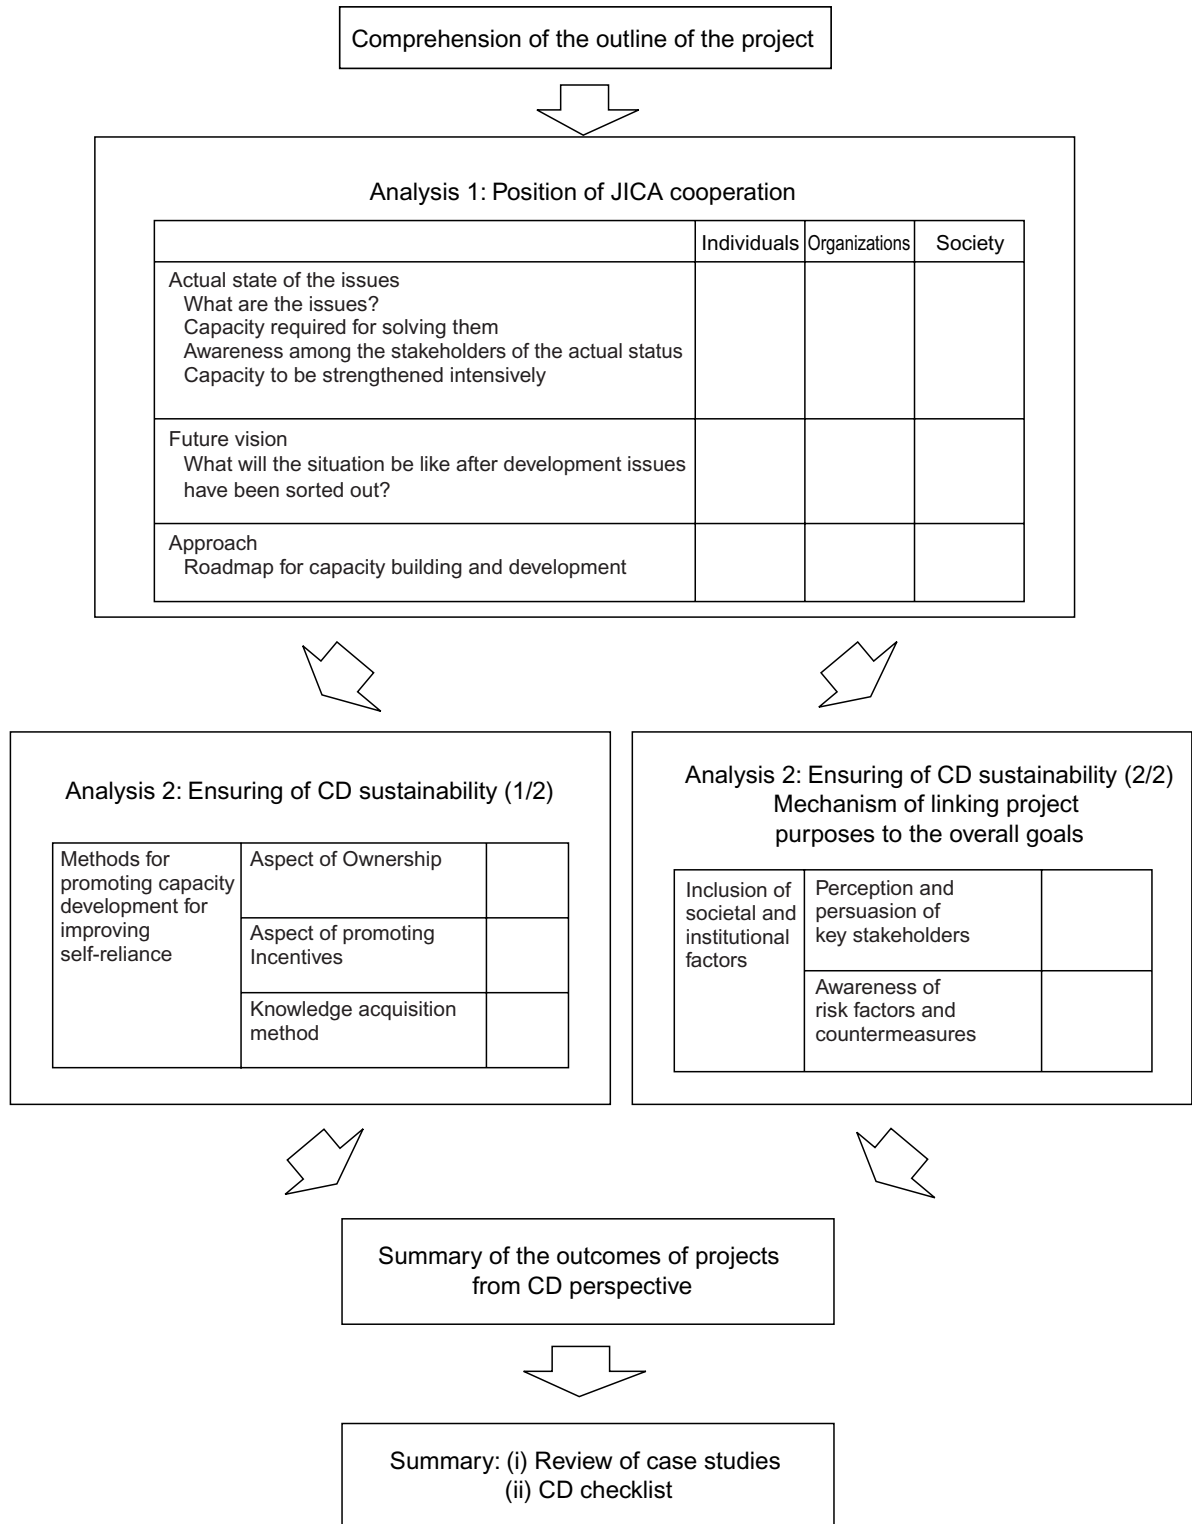 Comprehension of the outline of the project
Analysis 1: Position of JICA cooperation
Individuals Organizations Society
Actual state of the issues
What are the issues?
Capacity required for solving them
Awareness among the stakeholders of the actual status
Capacity to be strengthened intensively
Future vision
What will the situation be like after development issues
have been sorted out?
Approach
Roadmap for capacity building and development
Analysis 2: Ensuring of CD sustainability (1/2)
Methods for
promoting capacity
development for
improving
self-reliance
Aspect of Ownership
Aspect of promoting
Incentives
Knowledge acquisition
method
Analysis 2: Ensuring of CD sustainability (2/2)
Mechanism of linking project
purposes to the overall goals
Inclusion of
societal and
institutional
factors
Perception and
persuasion of
key stakeholders
Awareness of
risk factors and
countermeasures
Summary of the outcomes of projects
from CD perspective
Summary: (i) Review of case studies
(ii) CD checklist